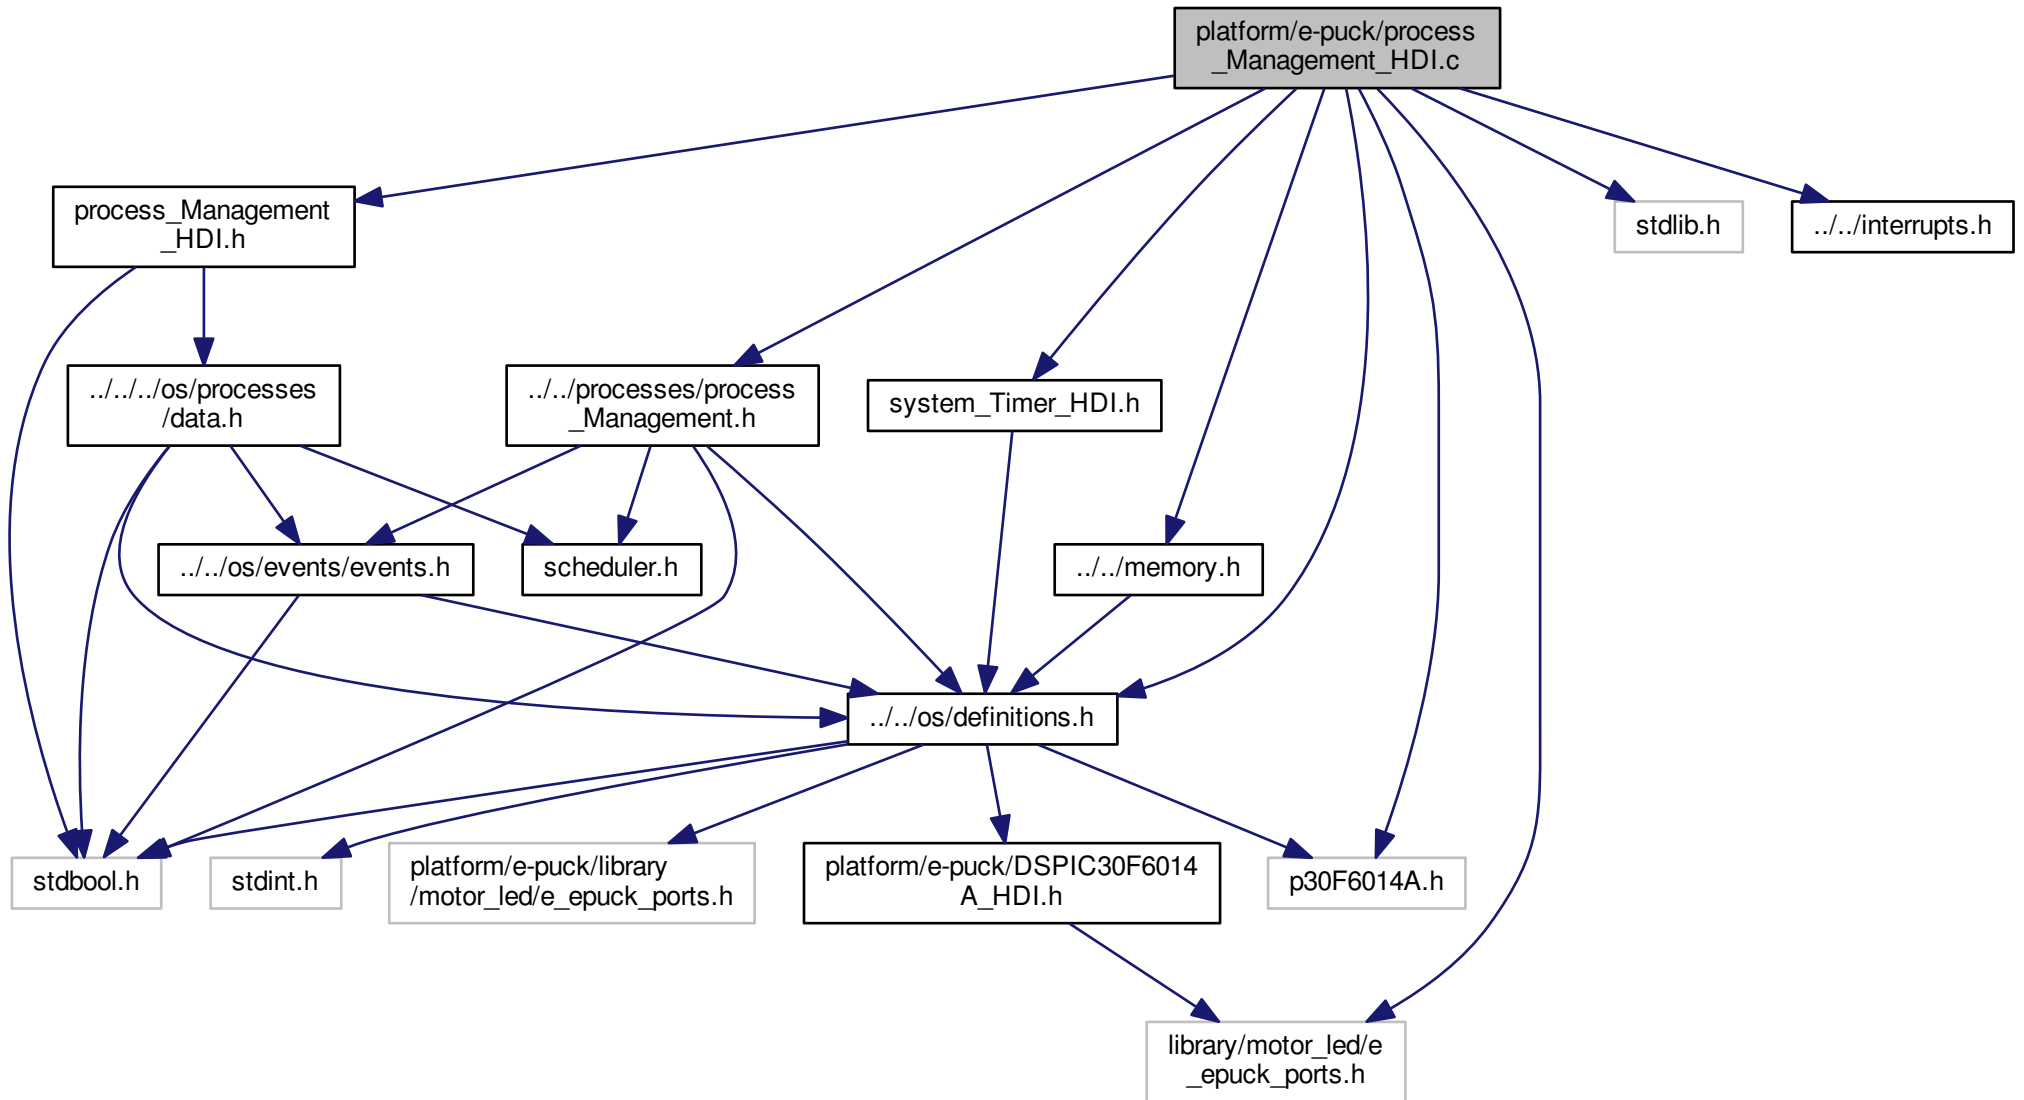 platform/e-puck/process
_Management_HDI.c
process_Management
_HDI.h
stdlib.h
../../interrupts.h
../../../os/processes
/data.h
../../processes/process
_Management.h
system_Timer_HDI.h
../../os/events/events.h
scheduler.h
../../memory.h
../../os/definitions.h
stdbool.h
stdint.h
platform/e-puck/library
/motor_led/e_epuck_ports.h
platform/e-puck/DSPIC30F6014
A_HDI.h
p30F6014A.h
library/motor_led/e
_epuck_ports.h